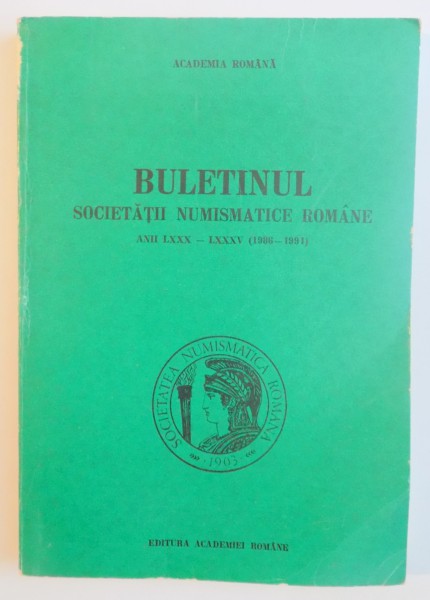 ACADEMIA ROMÂNĂ
BULETINUL
SOCIETĂȚII NUMISMATICE ROMÂNE
ANII LXXX — LXXXV (1986—1991)
SOCIETATEA NUMISMATICA ROMANA
·1903·
EDITURA ACADEMIEI ROMÂNE